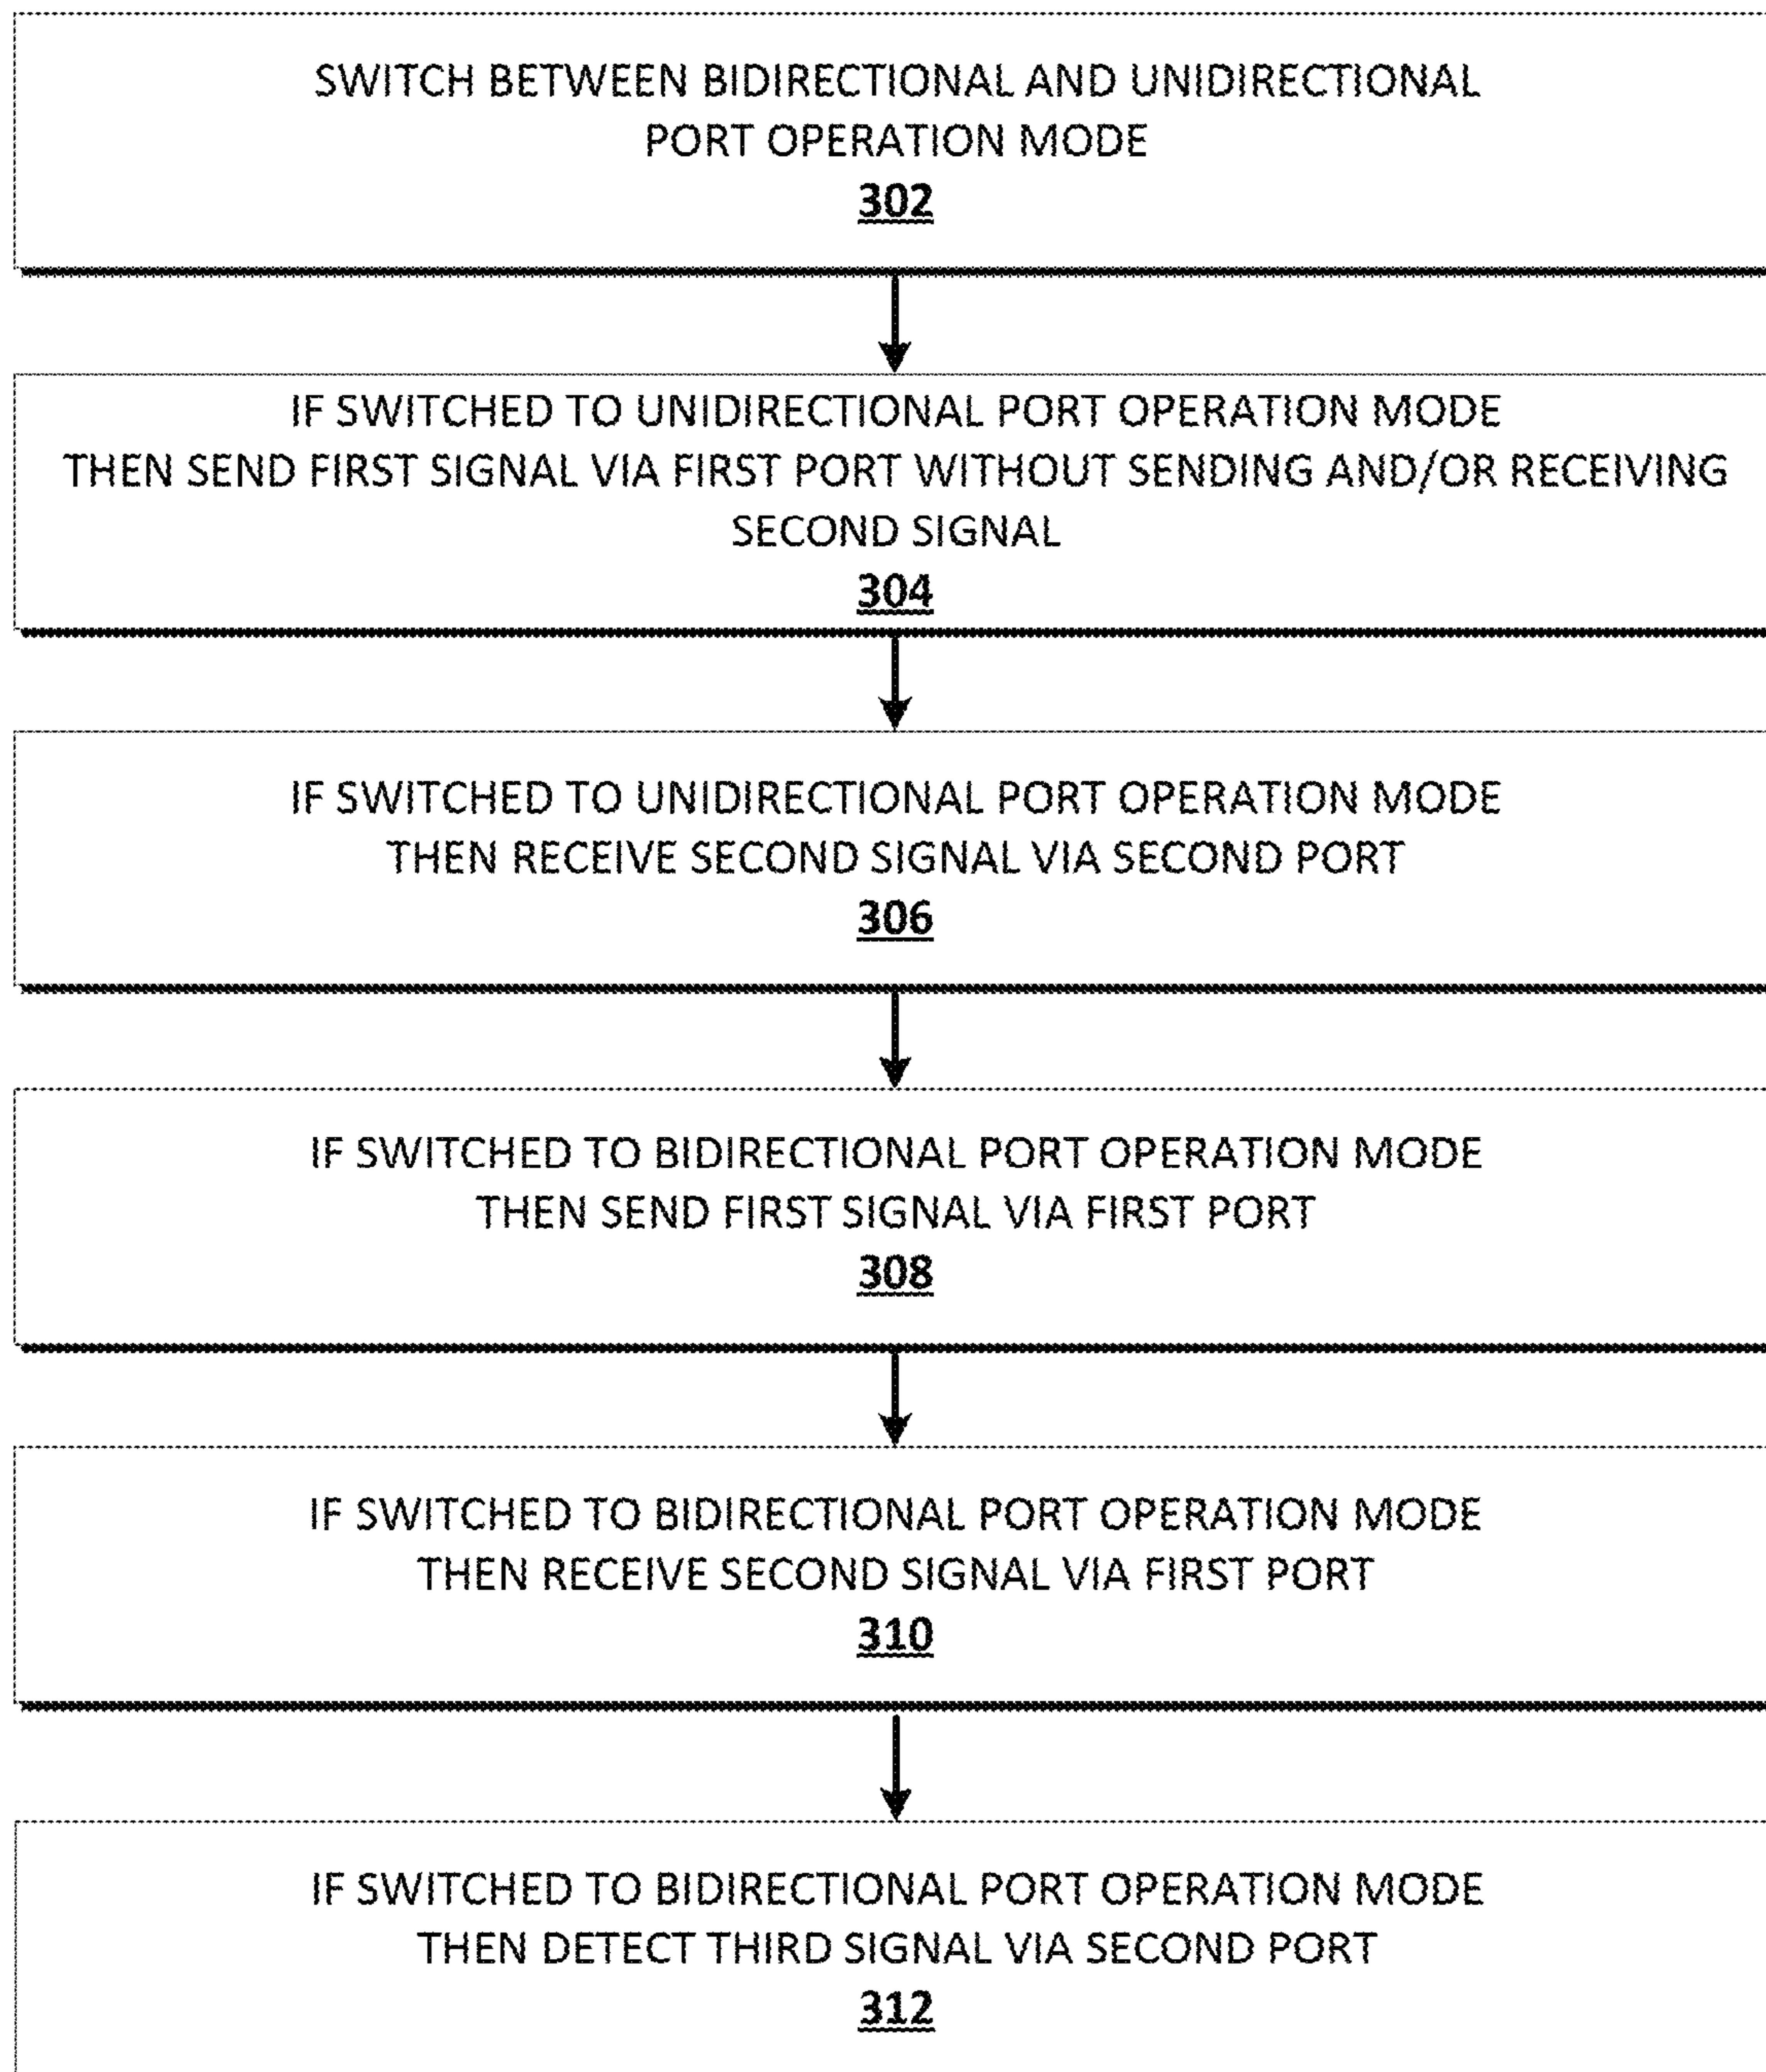 SWITCH BETWEEN BIDIRECTIONAL AND UNIDIRECTIONAL
PORT OPERATION MODE
302
IF SWITCHED TO UNIDIRECTIONAL PORT OPERATION MODE
THEN SEND FIRST SIGNAL VIA FIRST PORT WITHOUT SENDING AND/OR RECEIVING
SECOND SIGNAL
304
IF SWITCHED TO UNIDIRECTIONAL PORT OPERATION MODE
THEN RECEIVE SECOND SIGNAL VIA SECOND PORT
306
IF SWITCHED TO BIDIRECTIONAL PORT OPERATION MODE
THEN SEND FIRST SIGNAL VIA FIRST PORT
308
IF SWITCHED TO BIDIRECTIONAL PORT OPERATION MODE
THEN RECEIVE SECOND SIGNAL VIA FIRST PORT
310
IF SWITCHED TO BIDIRECTIONAL PORT OPERATION MODE
THEN DETECT THIRD SIGNAL VIA SECOND PORT
312